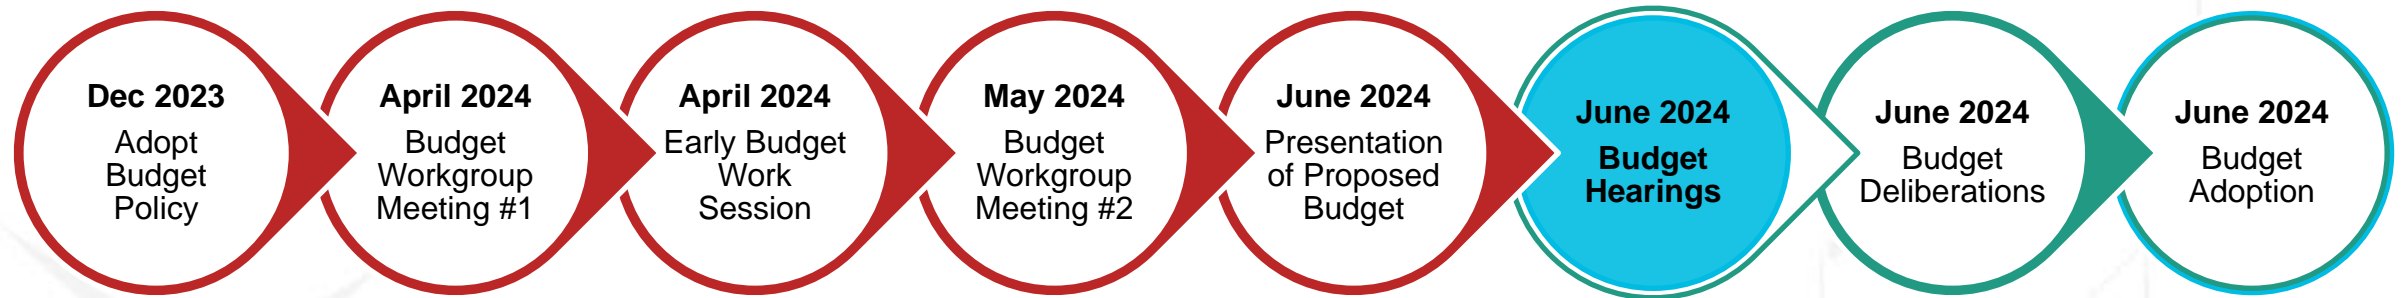 Dec 2023
Adopt
Budget
Policy
April 2024
Budget
Workgroup
Meeting #1
April 2024
Early Budget
Work
Session
May 2024
Budget
Workgroup
Meeting #2
June 2024
Presentation
of Proposed
Budget
June 2024
Budget
Hearings
June 2024
Budget
Deliberations
June 2024
Budget
Adoption